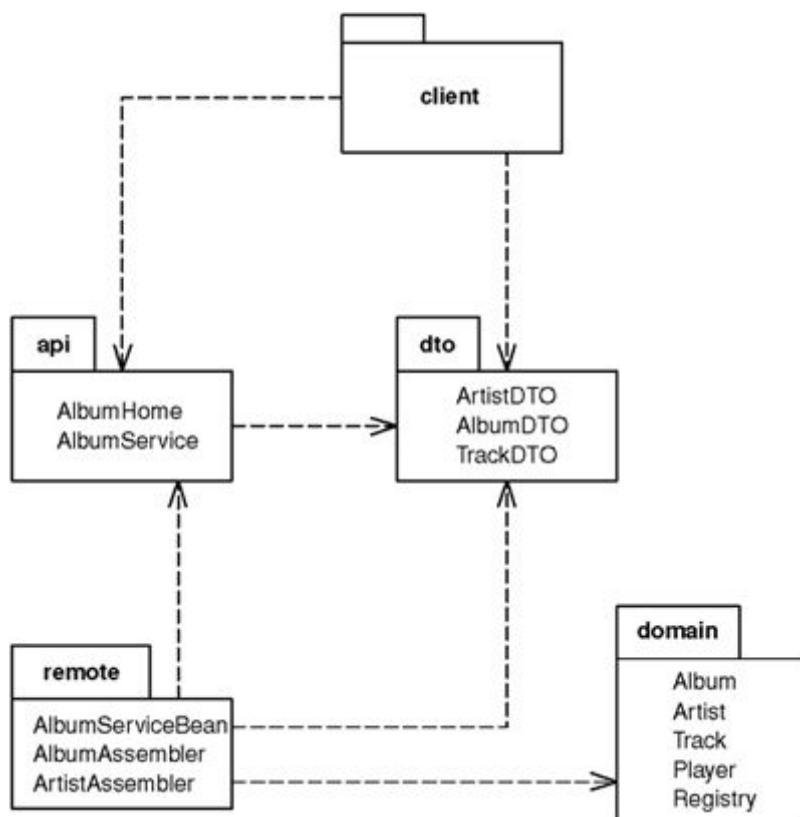 client
api
AlbumHome
AlbumService
dto
ArtistDTO
AlbumDTO
TrackDTO
remote
AlbumServiceBean
AlbumAssembler
ArtistAssembler
domain
Album
Artist
Track
Player
Registry